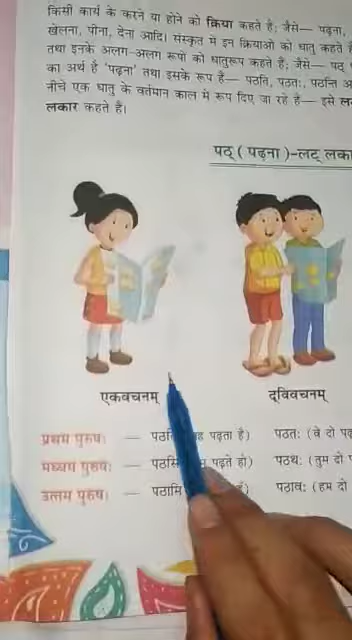 किसी कार्य के करने या होने को क्रिया कहते हैं; जैसे— पढ़ना,
खेलना, पीना, देना आदि। संस्कृत में इन क्रियाओं को धातु कहते हैं
तथा इनके अलग-अलग रूपों को धातुरूप कहते हैं; जैसे— पठ्
का अर्थ है 'पढ़ना' तथा इसके रूप हैं— पठति, पठतः, पठन्ति
नीचे एक धातु के वर्तमान काल में रूप दिए जा रहे हैं— इसे
लकार कहते हैं।
पठ् ( पढ़ना )-लट् लका
एकवचनम् द्विवचनम्
प्रथम पुरुषः — पठति ह पढ़ता है) पठतः (वे दो पढ़
मध्यम पुरुषः — पठसि पढ़ते हो) पठथः (तुम दो
उत्तम पुरुषः — पठामि पठावः (हम दो